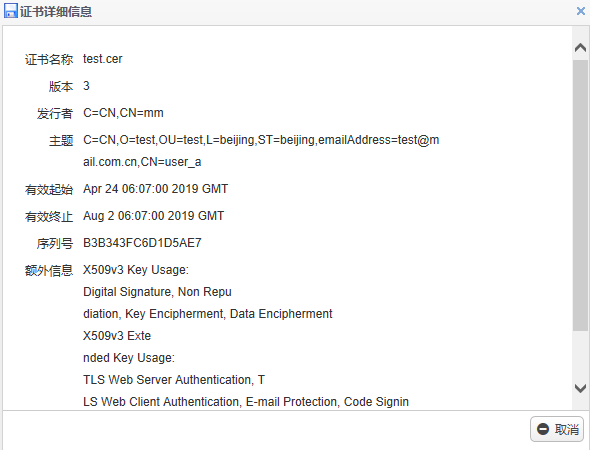 证书详细信息
证书名称 test.cer
版本 3
发行者 C=CN,CN=mm
主题 C=CN,O=test,OU=test,L=beijing,ST=beijing,emailAddress=test@m
ail.com.cn,CN=user_a
有效起始 Apr 24 06:07:00 2019 GMT
有效终止 Aug 2 06:07:00 2019 GMT
序列号 B3B343FC6D1D5AE7
额外信息 X509v3 Key Usage:
Digital Signature, Non Repu
diation, Key Encipherment, Data Encipherment
X509v3 Exte
nded Key Usage:
TLS Web Server Authentication, T
LS Web Client Authentication, E-mail Protection, Code Signin
取消